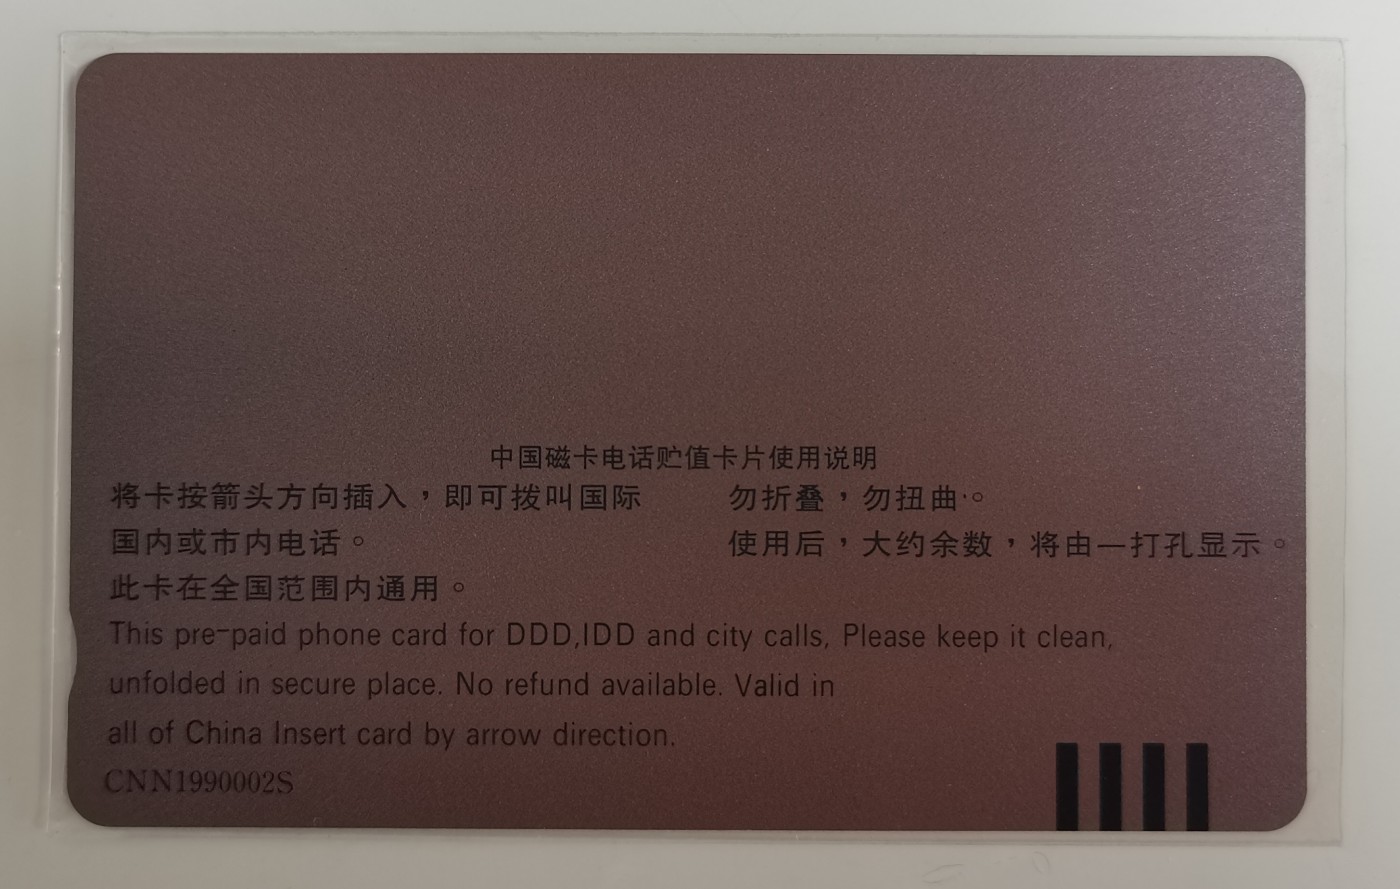 中国磁卡电话贮值卡片使用说明
将卡按箭头方向插入，即可拨叫国际
国内或市内电话。
此卡在全国范围内通用。
勿折叠，勿扭曲。
使用后，大约余数，将由一打孔显示。
This pre-paid phone card for DDD,IDD and city calls, Please keep it clean,
unfolded in secure place. No refund available. Valid in
all of China Insert card by arrow direction.
CNN1990002S